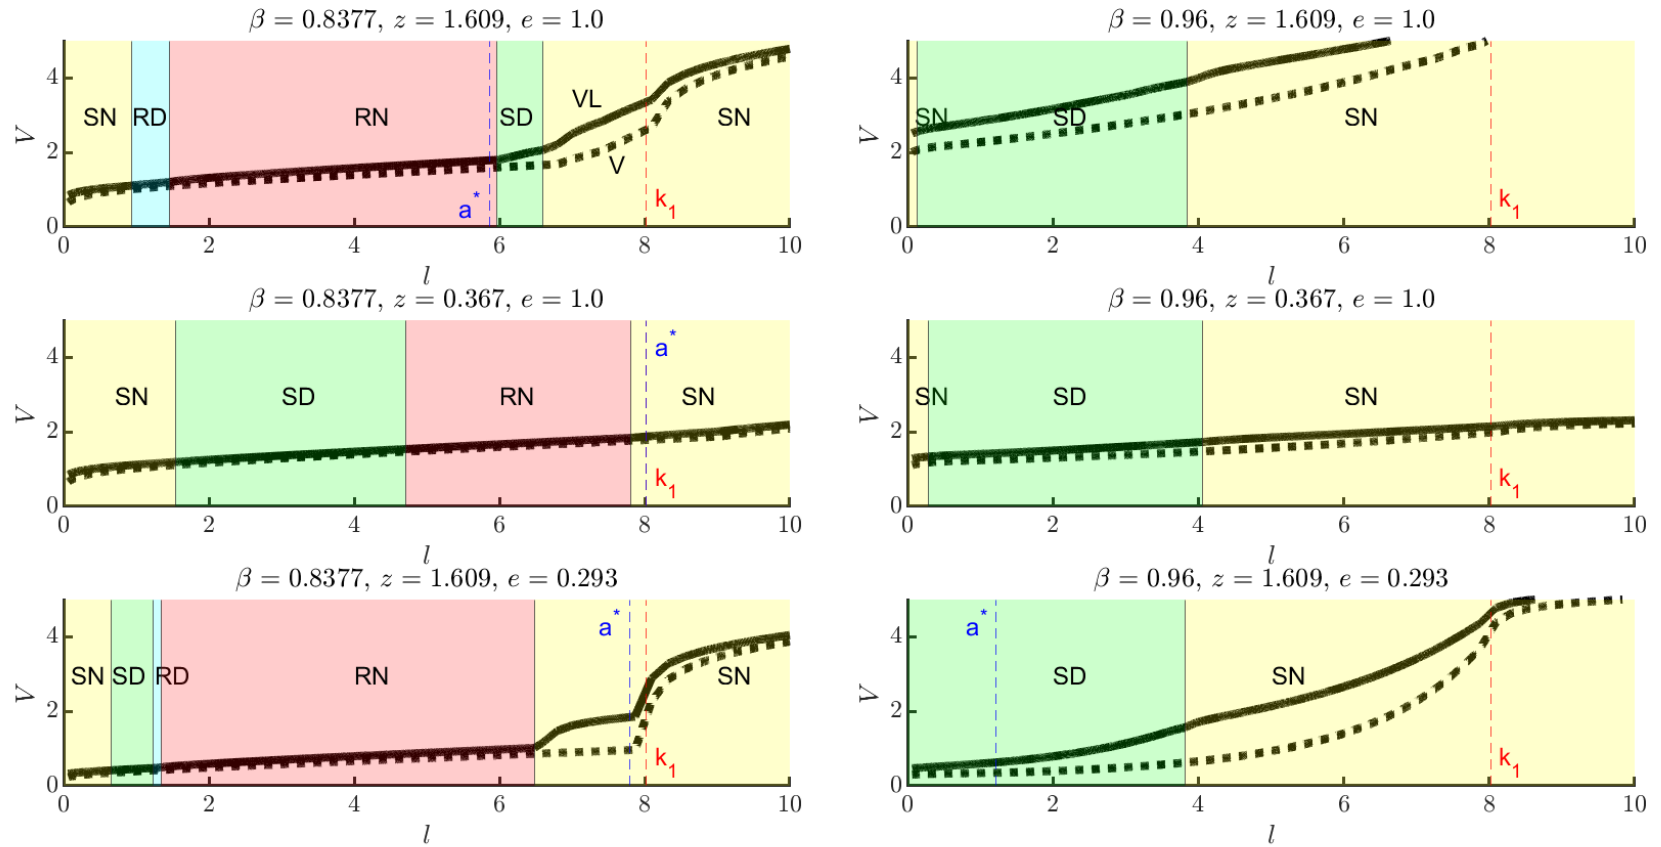 β = 0.8377, z = 1.609, e = 1.0
4
2
0
V
SN
RD
RN
SD
VL
V
SN
a*
k1
0 2 4 6 8 10
l
β = 0.96, z = 1.609, e = 1.0
4
2
0
V
SN
SD
SN
k1
0 2 4 6 8 10
l
β = 0.8377, z = 0.367, e = 1.0
4
2
0
V
a*
SN
SD
RN
SN
k1
0 2 4 6 8 10
l
β = 0.96, z = 0.367, e = 1.0
4
2
0
V
SN
SD
SN
k1
0 2 4 6 8 10
l
β = 0.8377, z = 1.609, e = 0.293
4
2
0
V
a*
SN
SD
RD
RN
SN
k1
0 2 4 6 8 10
l
β = 0.96, z = 1.609, e = 0.293
4
2
0
V
a*
SD
SN
k1
0 2 4 6 8 10
l